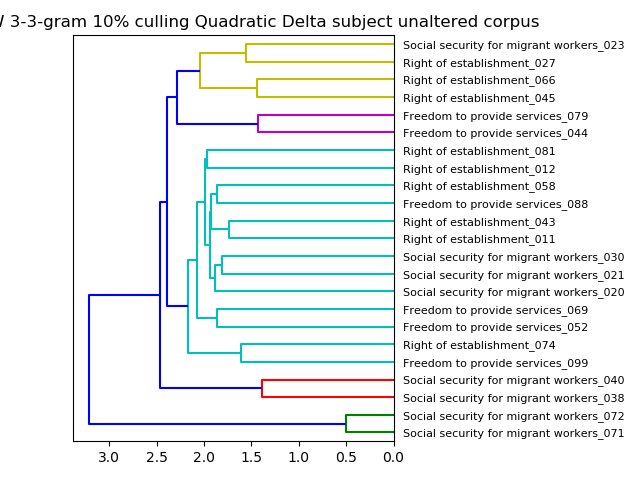 3-3-gram 10% culling Quadratic Delta subject unaltered corpus
Social security for migrant workers_023
Right of establishment_027
Right of establishment_066
Right of establishment_045
Freedom to provide services_079
Freedom to provide services_044
Right of establishment_081
Right of establishment_012
Right of establishment_058
Freedom to provide services_088
Right of establishment_043
Right of establishment_011
Social security for migrant workers_030
Social security for migrant workers_021
Social security for migrant workers_020
Freedom to provide services_069
Freedom to provide services_052
Right of establishment_074
Freedom to provide services_099
Social security for migrant workers_040
Social security for migrant workers_038
Social security for migrant workers_072
Social security for migrant workers_071
3.0 2.5 2.0 1.5 1.0 0.5 0.0